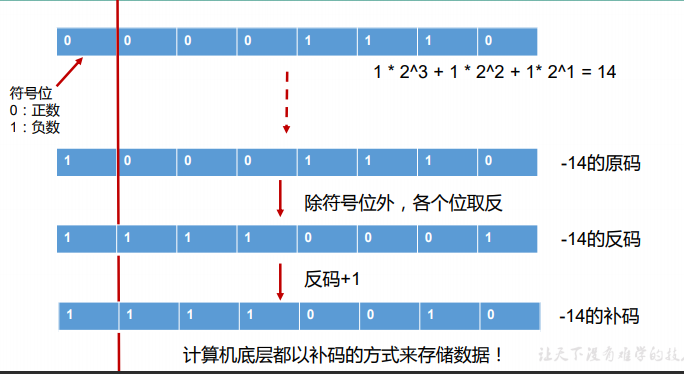 0 0 0 0 1 1 1 0
1 * 2^3 + 1 * 2^2 + 1* 2^1 = 14
符号位
0：正数
1：负数
1 0 0 0 1 1 1 0 -14的原码
除符号位外，各个位取反
1 1 1 1 0 0 0 1 -14的反码
反码+1
1 1 1 1 0 0 1 0 -14的补码
计算机底层都以补码的方式来存储数据！
让天下没有难学的技